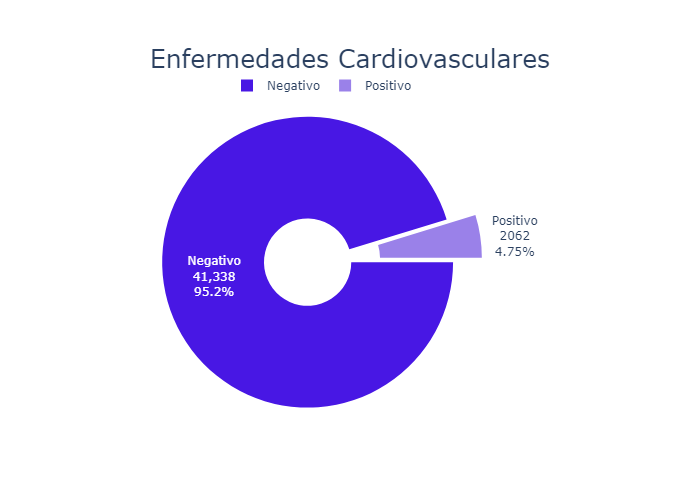 Enfermedades Cardiovasculares
Negativo
Positivo
Positivo
2062
4.75%
Negativo
41,338
95.2%